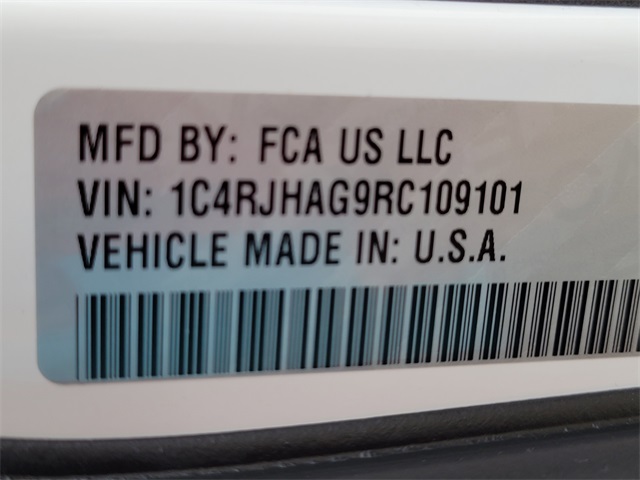 MFD BY: FCA US LLC
VIN: 1C4RJHAG9RC109101
VEHICLE MADE IN: U.S.A.